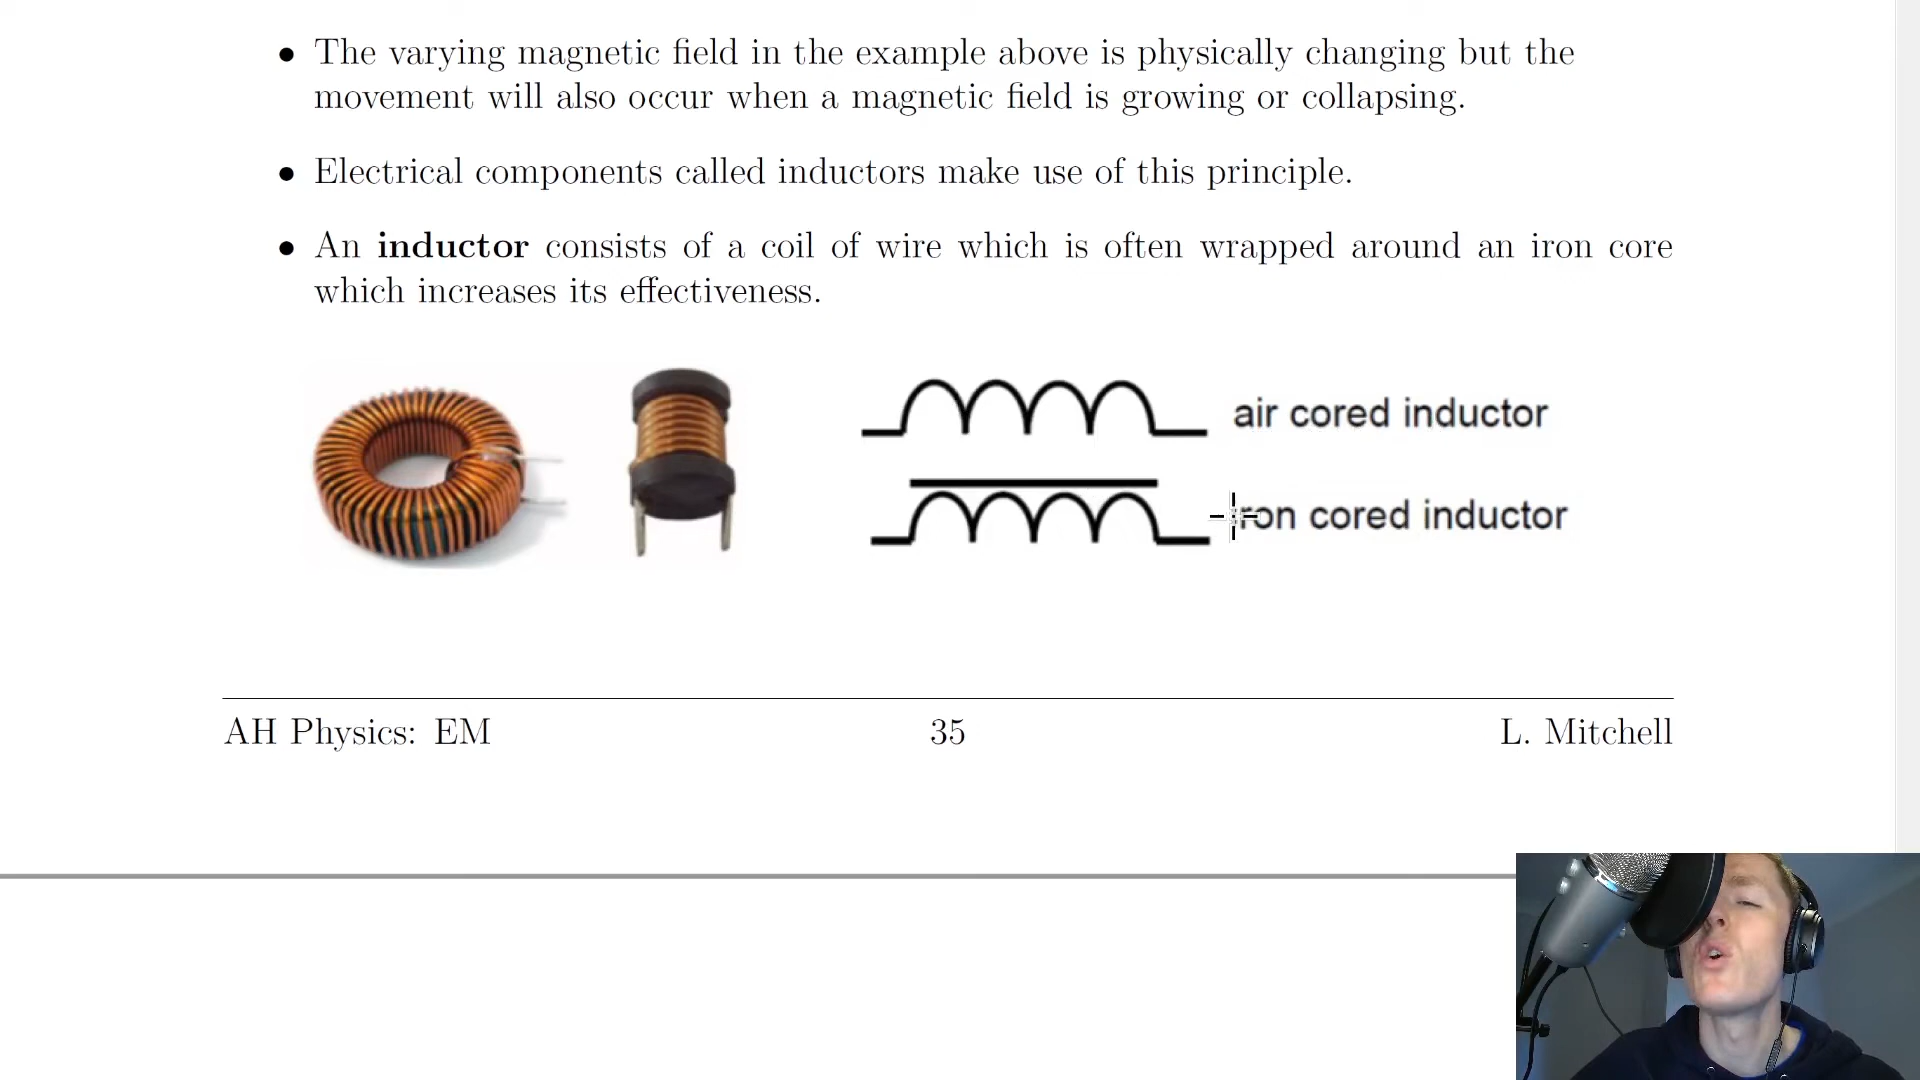 • The varying magnetic field in the example above is physically changing but the
movement will also occur when a magnetic field is growing or collapsing.
• Electrical components called inductors make use of this principle.
• An inductor consists of a coil of wire which is often wrapped around an iron core
which increases its effectiveness.
air cored inductor
iron cored inductor
AH Physics: EM 35 L. Mitchell